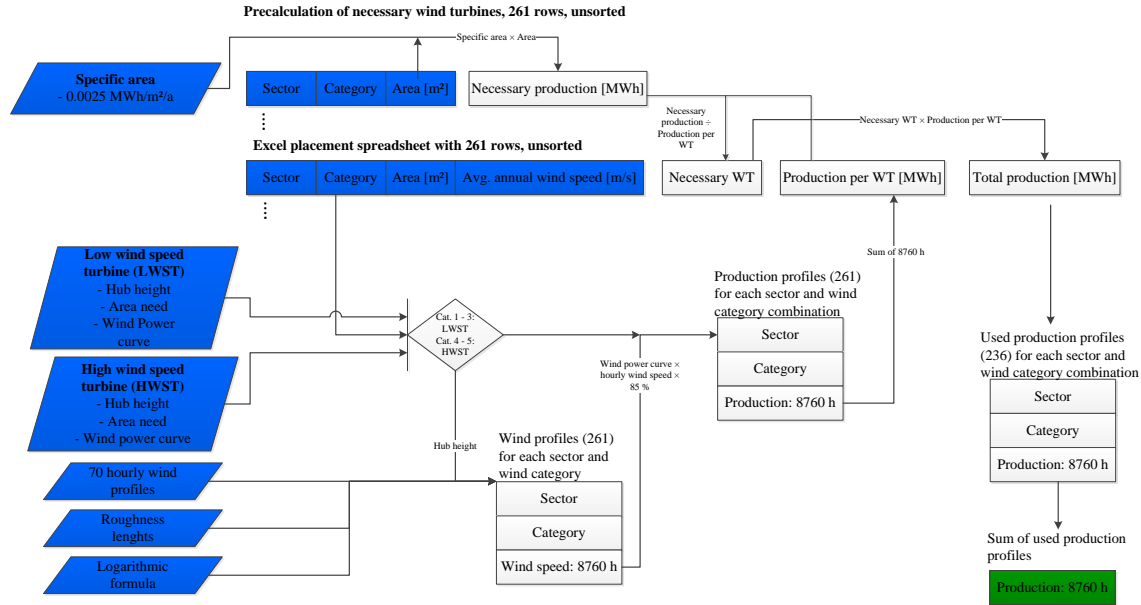 Precalculation of necessary wind turbines, 261 rows, unsorted
Specific area × Area
Specific area
- 0.0025 MWh/m²/a
Sector
Category
Area [m²]
Necessary production [MWh]
Necessary
production ÷
Production per
WT
Necessary WT × Production per WT
Excel placement spreadsheet with 261 rows, unsorted
Sector
Category
Area [m²]
Avg. annual wind speed [m/s]
Necessary WT
Production per WT [MWh]
Total production [MWh]
Sum of 8760 h
Low wind speed
turbine (LWST)
- Hub height
- Area need
- Wind Power
curve
High wind speed
turbine (HWST)
- Hub height
- Area need
- Wind power curve
Cat. 1 - 3:
LWST
Cat. 4 - 5:
HWST
Production profiles (261)
for each sector and wind
category combination
Sector
Category
Production: 8760 h
Wind power curve ×
hourly wind speed ×
85 %
Used production profiles
(236) for each sector and
wind category combination
Sector
Category
Production: 8760 h
Hub height
Wind profiles (261)
for each sector and
wind category
Sector
Category
Wind speed: 8760 h
70 hourly wind
profiles
Roughness
lenghts
Logarithmic
formula
Sum of used production
profiles
Production: 8760 h